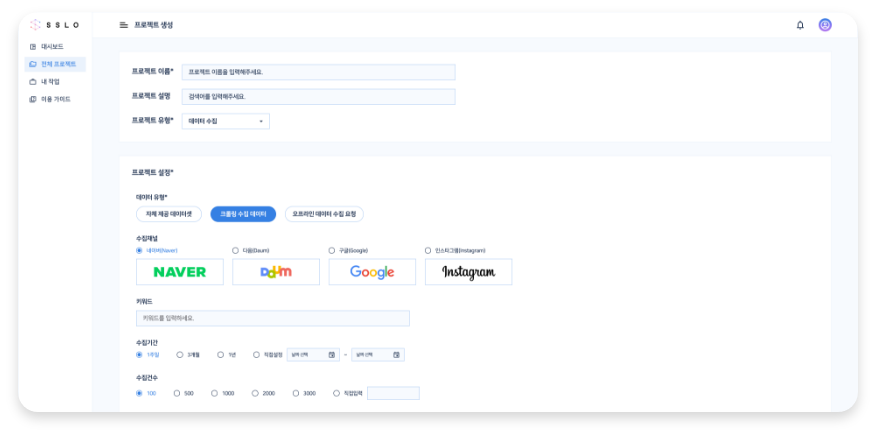 SSLO
프로젝트 생성
대시보드
전체 프로젝트
내 작업
이용 가이드
프로젝트 이름* 프로젝트 이름을 입력해주세요.
프로젝트 설명 검색어를 입력해주세요.
프로젝트 유형* 데이터 수집
프로젝트 설정*
데이터 유형*
자체 제공 데이터셋 크롤링 수집 데이터 오프라인 데이터 수집 요청
수집채널
네이버(Naver) 다음(Daum) 구글(Google) 인스타그램(Instagram)
NAVER Daum Google Instagram
키워드
키워드를 입력하세요.
수집기간
1주일 3개월 1년 직접설정 날짜 선택 ~ 날짜 선택
수집건수
100 500 1000 2000 3000 직접입력